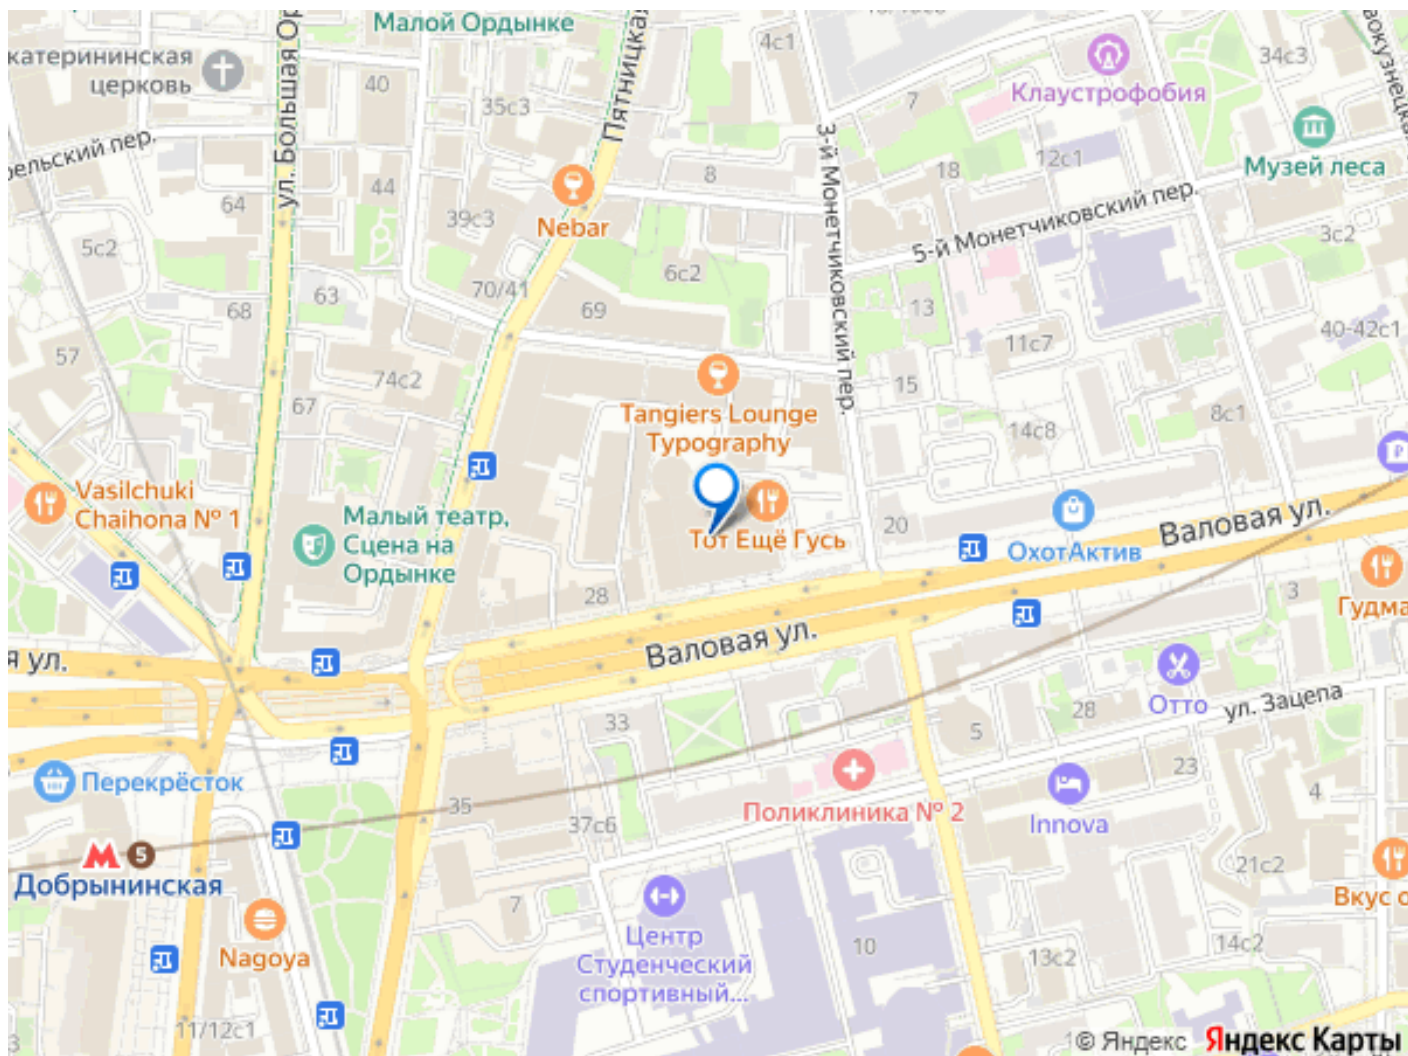 Малой Ордынке
катерининская
церковь
40
ул. Большая Ор
Пятницкая
35с3
4с1
7
Клаустрофобия
34с3
рельский пер.
3-й Монетчиковский пер.
12с1
Музей леса
18
8
44
64
39с3
Nebar
5-й Монетчиковский пер.
3с2
5с2
6с2
63
70/41
69
68
13
11с7
40-42с1
57
74с2
15
67
Tangiers Lounge
Typography
8с1
14с8
Vasilchuki
Chaihona № 1
Малый театр,
Сцена на
Ордынке
Тот Ещё Гусь
20
ОхотАктив
Валовая ул.
28
3
Гудма
я ул.
Валовая ул.
Отто
ул. Зацепа
28
33
5
23
Перекрёсток
4
35
37с6
Поликлиника № 2
Innova
5
Добрынинская
21с2
Вкус о
7
Nagoya
Центр
Студенческий
спортивный...
10
14с2
13с2
11/12с1
© Яндекс
Яндекс Карты